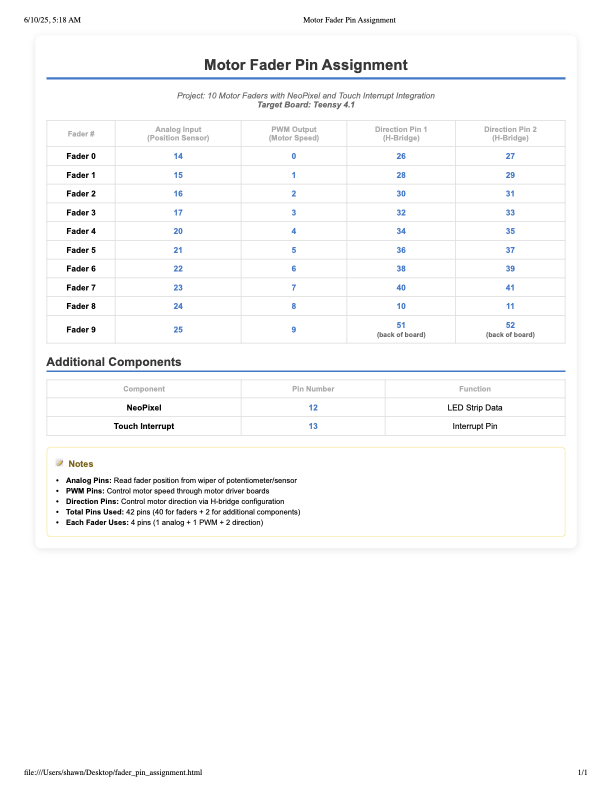 6/10/25, 5:18 AM Motor Fader Pin Assignment
Motor Fader Pin Assignment
Project: 10 Motor Faders with NeoPixel and Touch Interrupt Integration
Target Board: Teensy 4.1
Fader # Analog Input (Position Sensor) PWM Output (Motor Speed) Direction Pin 1 (H-Bridge) Direction Pin 2 (H-Bridge)
Fader 0 14 0 26 27
Fader 1 15 1 28 29
Fader 2 16 2 30 31
Fader 3 17 3 32 33
Fader 4 20 4 34 35
Fader 5 21 5 36 37
Fader 6 22 6 38 39
Fader 7 23 7 40 41
Fader 8 24 8 10 11
Fader 9 25 9 51 (back of board) 52 (back of board)
Additional Components
Component Pin Number Function
NeoPixel 12 LED Strip Data
Touch Interrupt 13 Interrupt Pin
Notes
• Analog Pins: Read fader position from wiper of potentiometer/sensor
• PWM Pins: Control motor speed through motor driver boards
• Direction Pins: Control motor direction via H-bridge configuration
• Total Pins Used: 42 pins (40 for faders + 2 for additional components)
• Each Fader Uses: 4 pins (1 analog + 1 PWM + 2 direction)
file:///Users/shawn/Desktop/fader_pin_assignment.html 1/1